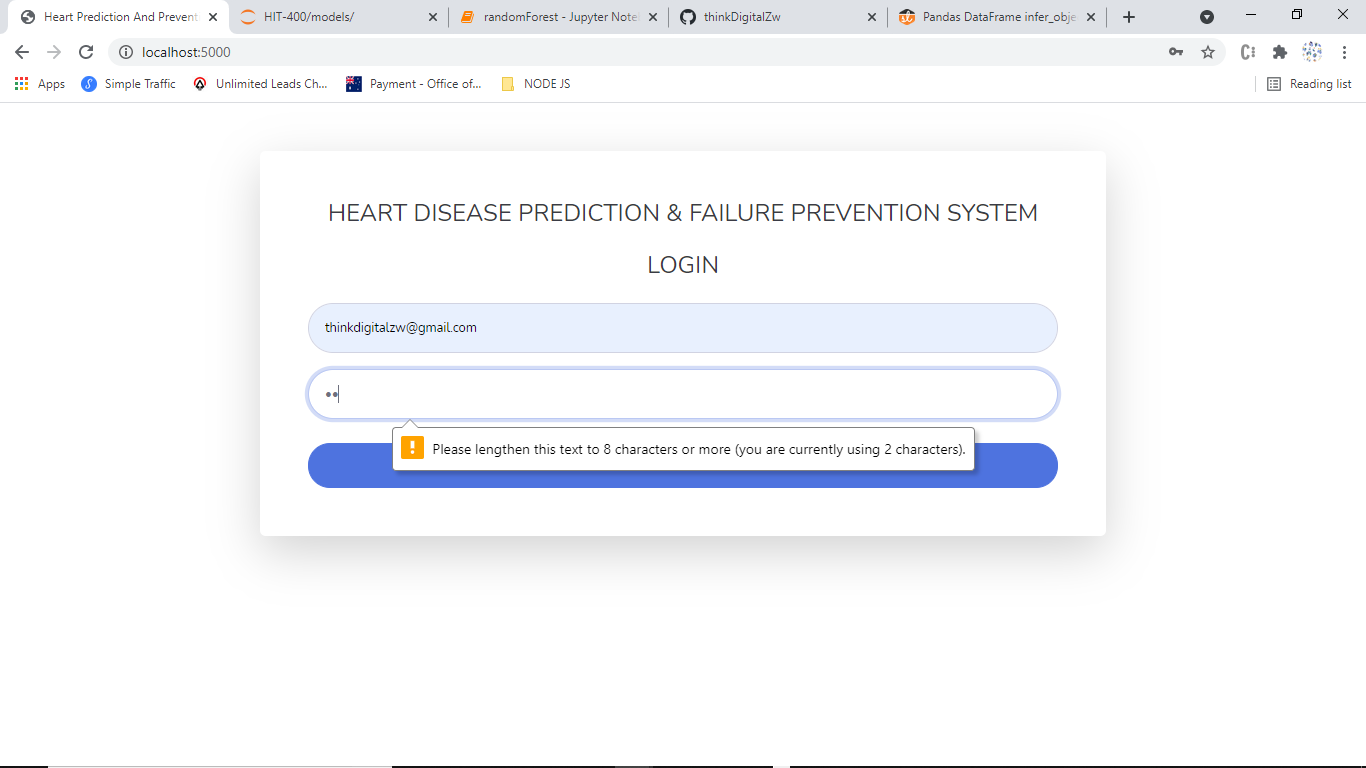 Heart Prediction And Prevent
HIT-400/models/
randomForest - Jupyter Note
thinkDigitalZw
Pandas DataFrame infer_obje
localhost:5000
Apps
Simple Traffic
Unlimited Leads Ch...
Payment - Office of...
NODE JS
Reading list
HEART DISEASE PREDICTION & FAILURE PREVENTION SYSTEM
LOGIN
thinkdigitalzw@gmail.com
••
Please lengthen this text to 8 characters or more (you are currently using 2 characters).